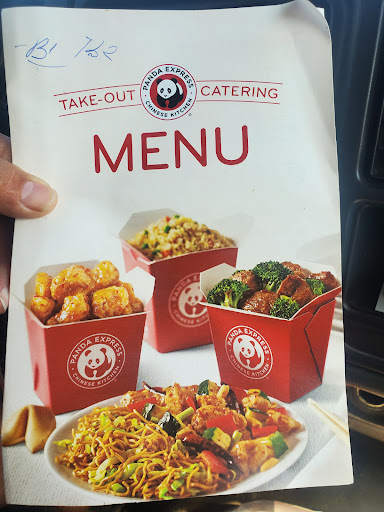 TAKE-OUT
PANDA EXPRESS
CHINESE KITCHEN
CATERING
MENU
PANDA EXPRESS
CHINESE KITCHEN
PANDA EXPRESS
CHINESE KITCHEN
PANDA EXPRESS
CHINESE KITCHEN